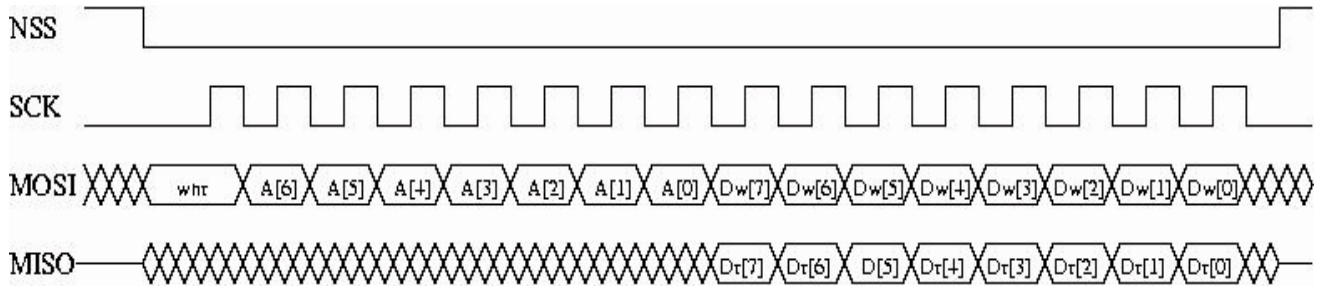 NSS
SCK
MOSI wnr A[6] A[5] A[4] A[3] A[2] A[1] A[0] Dw[7] Dw[6] Dw[5] Dw[4] Dw[3] Dw[2] Dw[1] Dw[0]
MISO Dr[7] Dr[6] D[5] Dr[4] Dr[3] Dr[2] Dr[1] Dr[0]